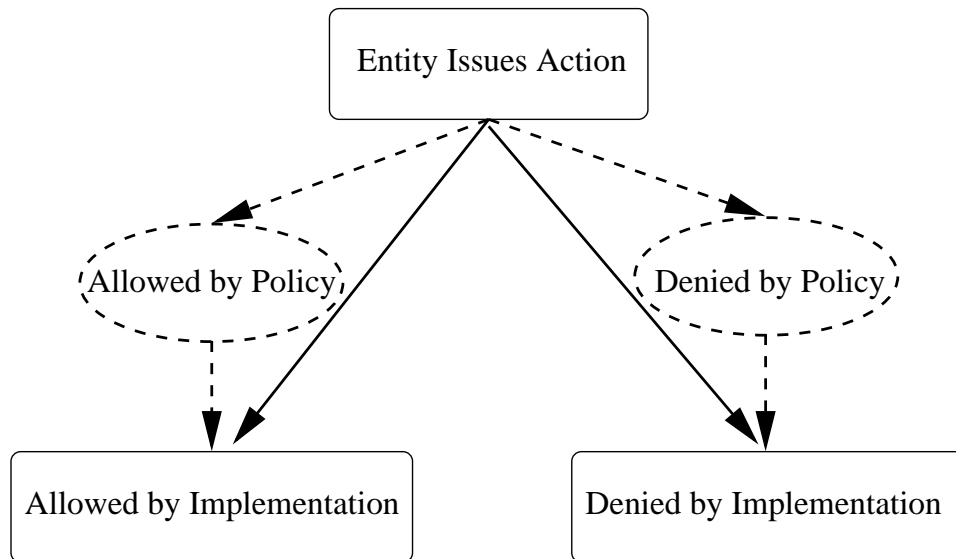 Entity Issues Action
Allowed by Policy
Denied by Policy
Allowed by Implementation
Denied by Implementation